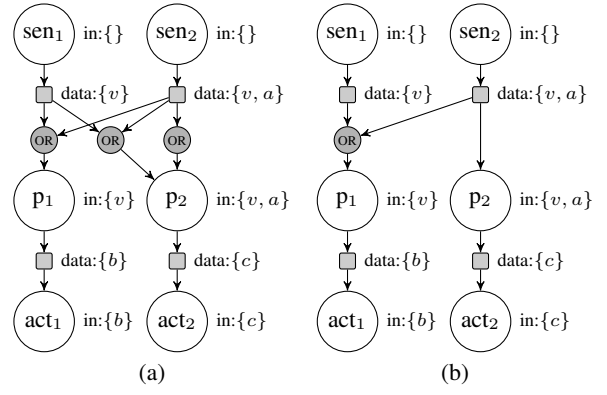 sen₁ in:{} sen₂ in:{} sen₁ in:{} sen₂ in:{}
data:{v} data:{v, a} data:{v} data:{v, a}
OR OR OR OR
p₁ in:{v} p₂ in:{v, a} p₁ in:{v} p₂ in:{v, a}
data:{b} data:{c} data:{b} data:{c}
act₁ in:{b} act₂ in:{c} act₁ in:{b} act₂ in:{c}
(a) (b)